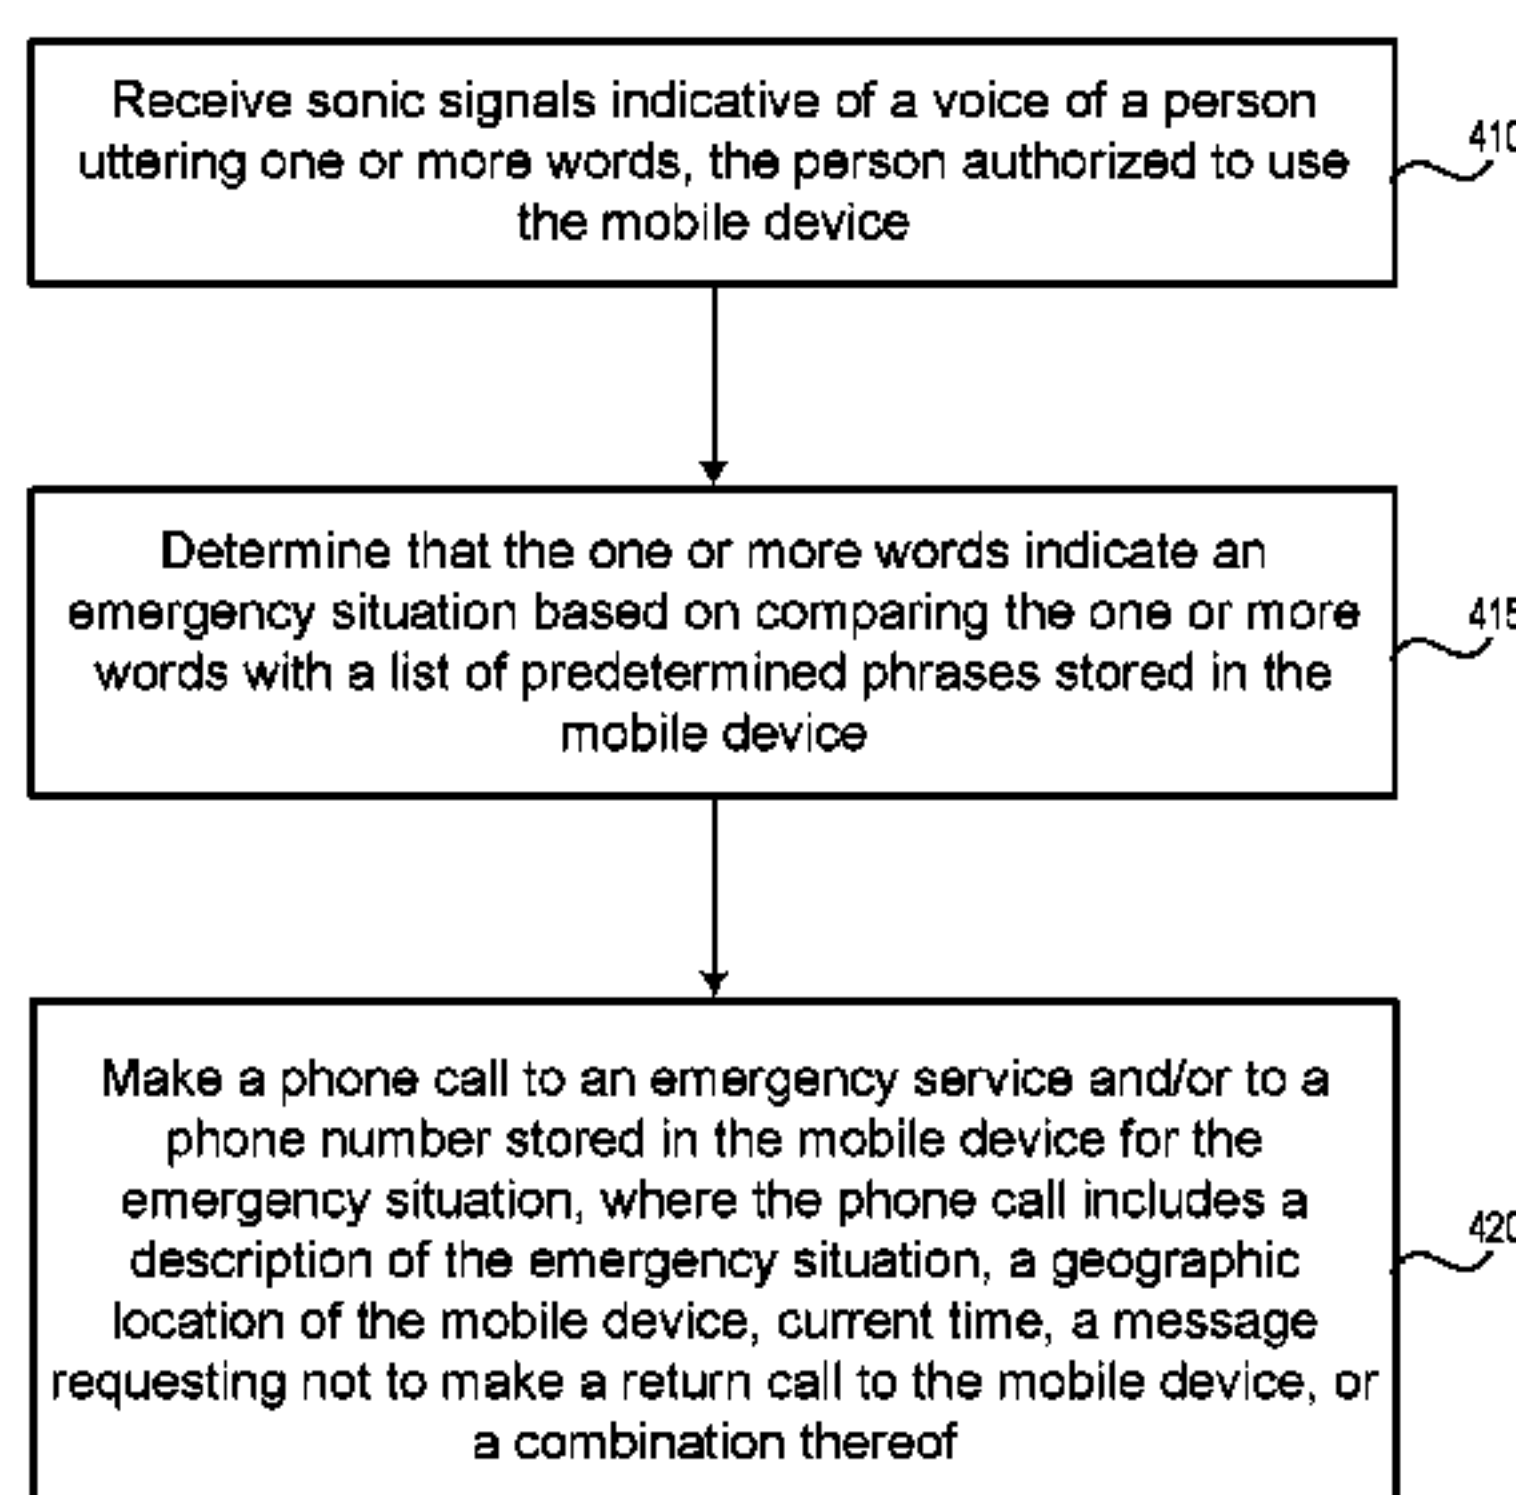 Receive sonic signals indicative of a voice of a person
uttering one or more words, the person authorized to use
the mobile device
410
Determine that the one or more words indicate an
emergency situation based on comparing the one or more
words with a list of predetermined phrases stored in the
mobile device
415
Make a phone call to an emergency service and/or to a
phone number stored in the mobile device for the
emergency situation, where the phone call includes a
description of the emergency situation, a geographic
location of the mobile device, current time, a message
requesting not to make a return call to the mobile device, or
a combination thereof
420